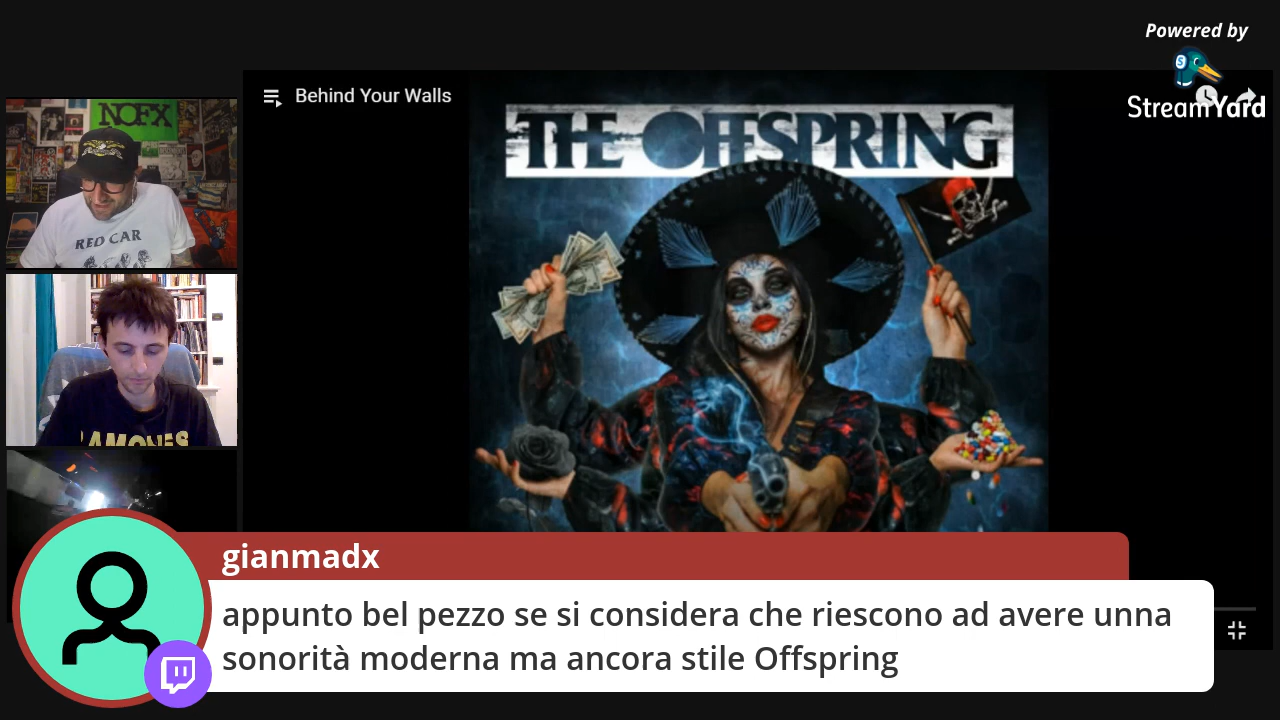 Powered by
StreamYard
Behind Your Walls
NOFX
RED CAR
RAMONES
THE OFFSPRING
gianmadx
appunto bel pezzo se si considera che riescono ad avere unna
sonorità moderna ma ancora stile Offspring